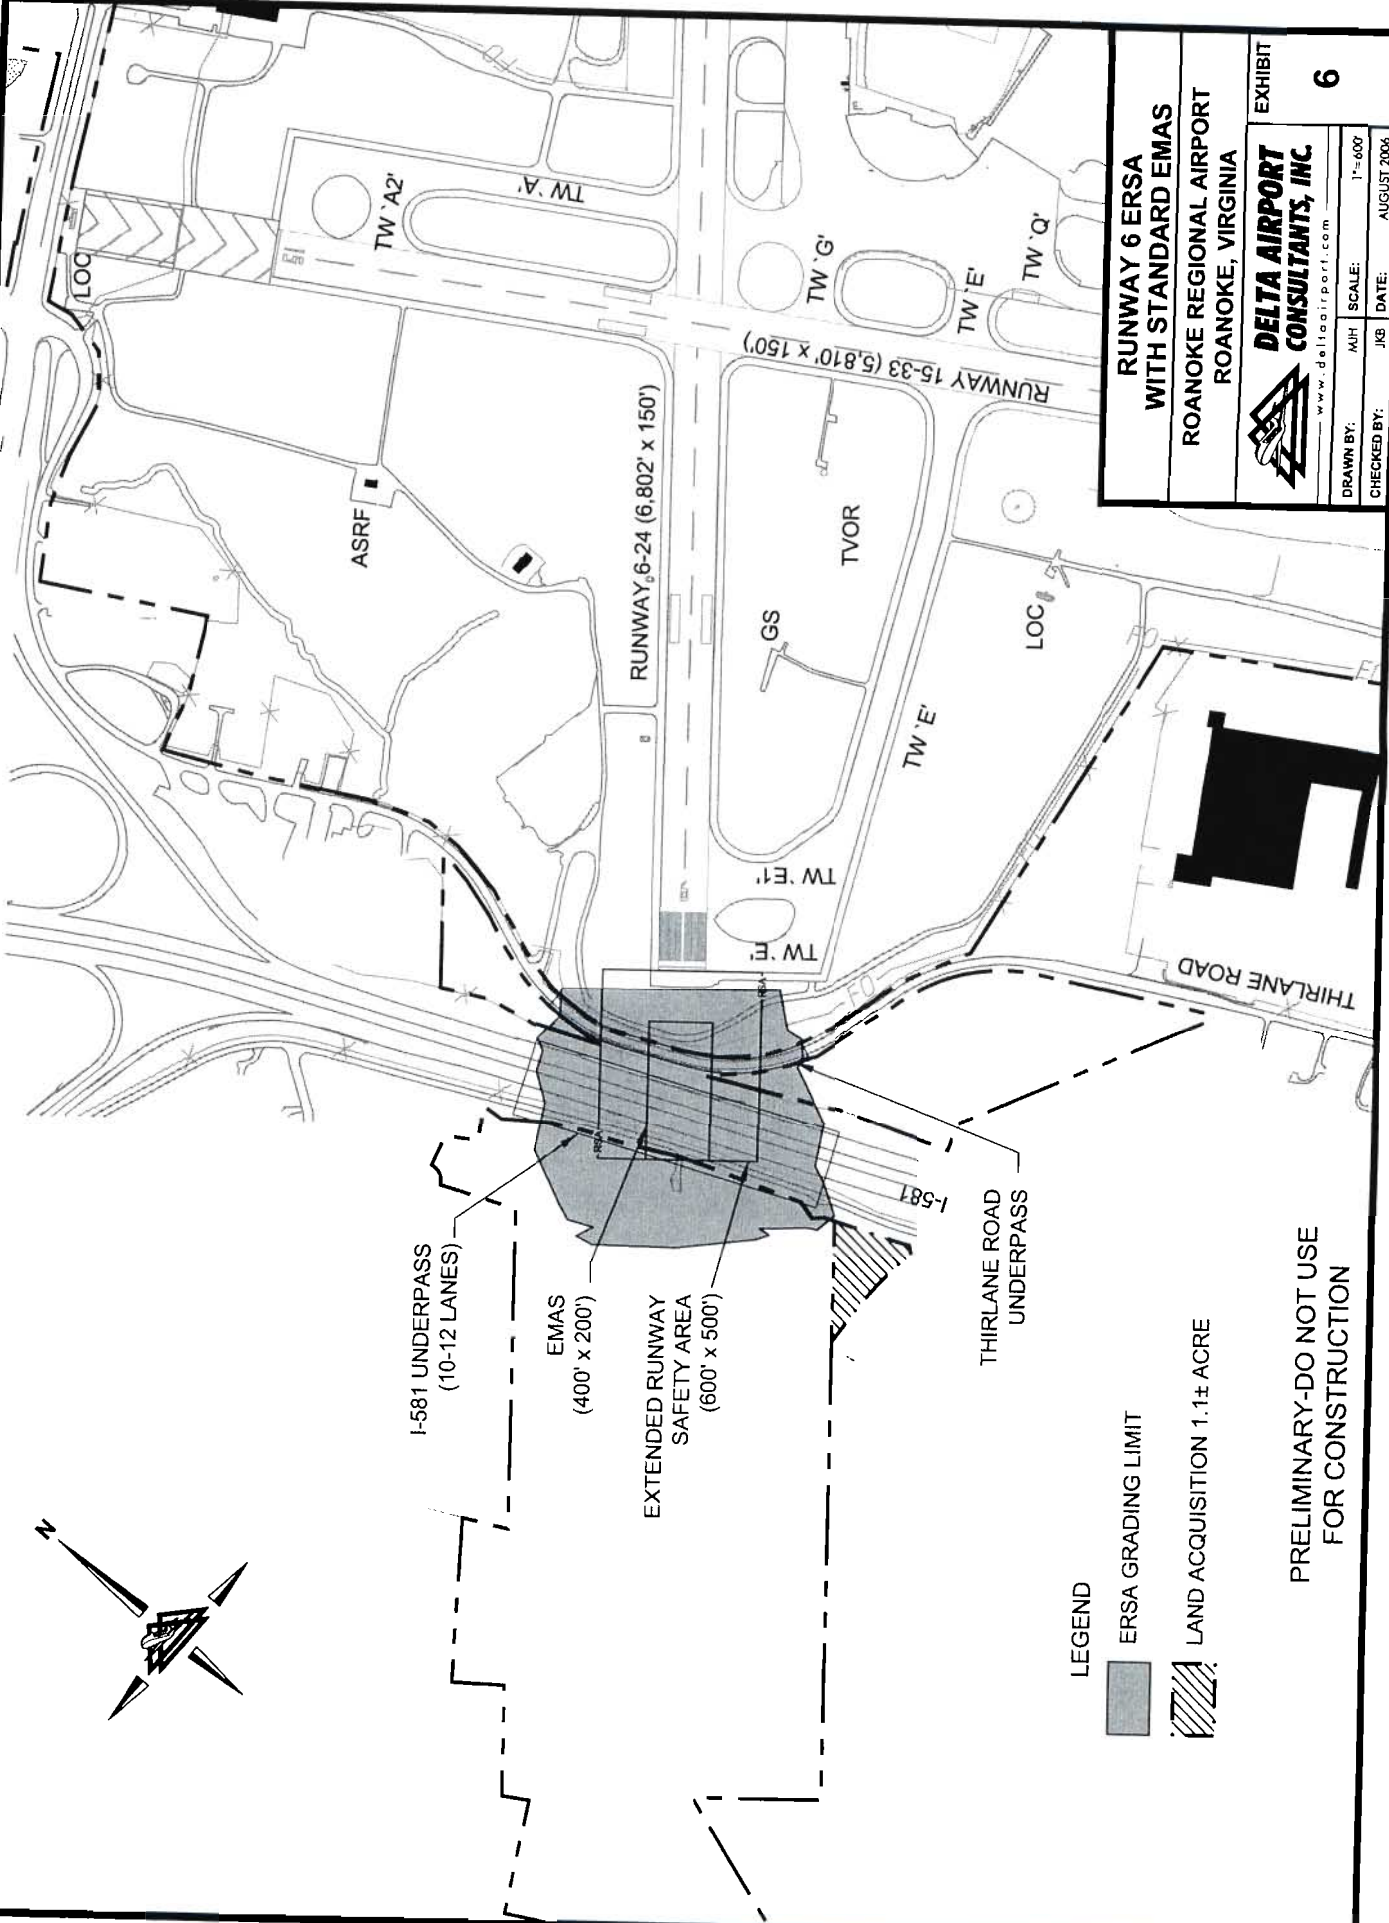 LOC
TW `A2'
TW `A'
ASRF
RUNWAY 6-24 (6,802' x 150')
RUNWAY 15-33 (5,810' x 150')
TW `G'
TW `E'
TW `Q'
TVOR
GS
LOC
TW `E'
TW `E1'
TW `E'
FO
FO
THIRLANE ROAD
RSA
RSA
I-581
I-581 UNDERPASS
(10-12 LANES)
EMAS
(400' x 200')
EXTENDED RUNWAY
SAFETY AREA
(600' x 500')
THIRLANE ROAD
UNDERPASS
N
LEGEND
ERSA GRADING LIMIT
LAND ACQUISITION 1.1± ACRE
PRELIMINARY-DO NOT USE
FOR CONSTRUCTION
RUNWAY 6 ERSA
WITH STANDARD EMAS
ROANOKE REGIONAL AIRPORT
ROANOKE, VIRGINIA
DELTA AIRPORT
CONSULTANTS, INC.
www.deltaairport.com
EXHIBIT
6
DRAWN BY: MJH SCALE: 1"=600'
CHECKED BY: JKB DATE: AUGUST 2006